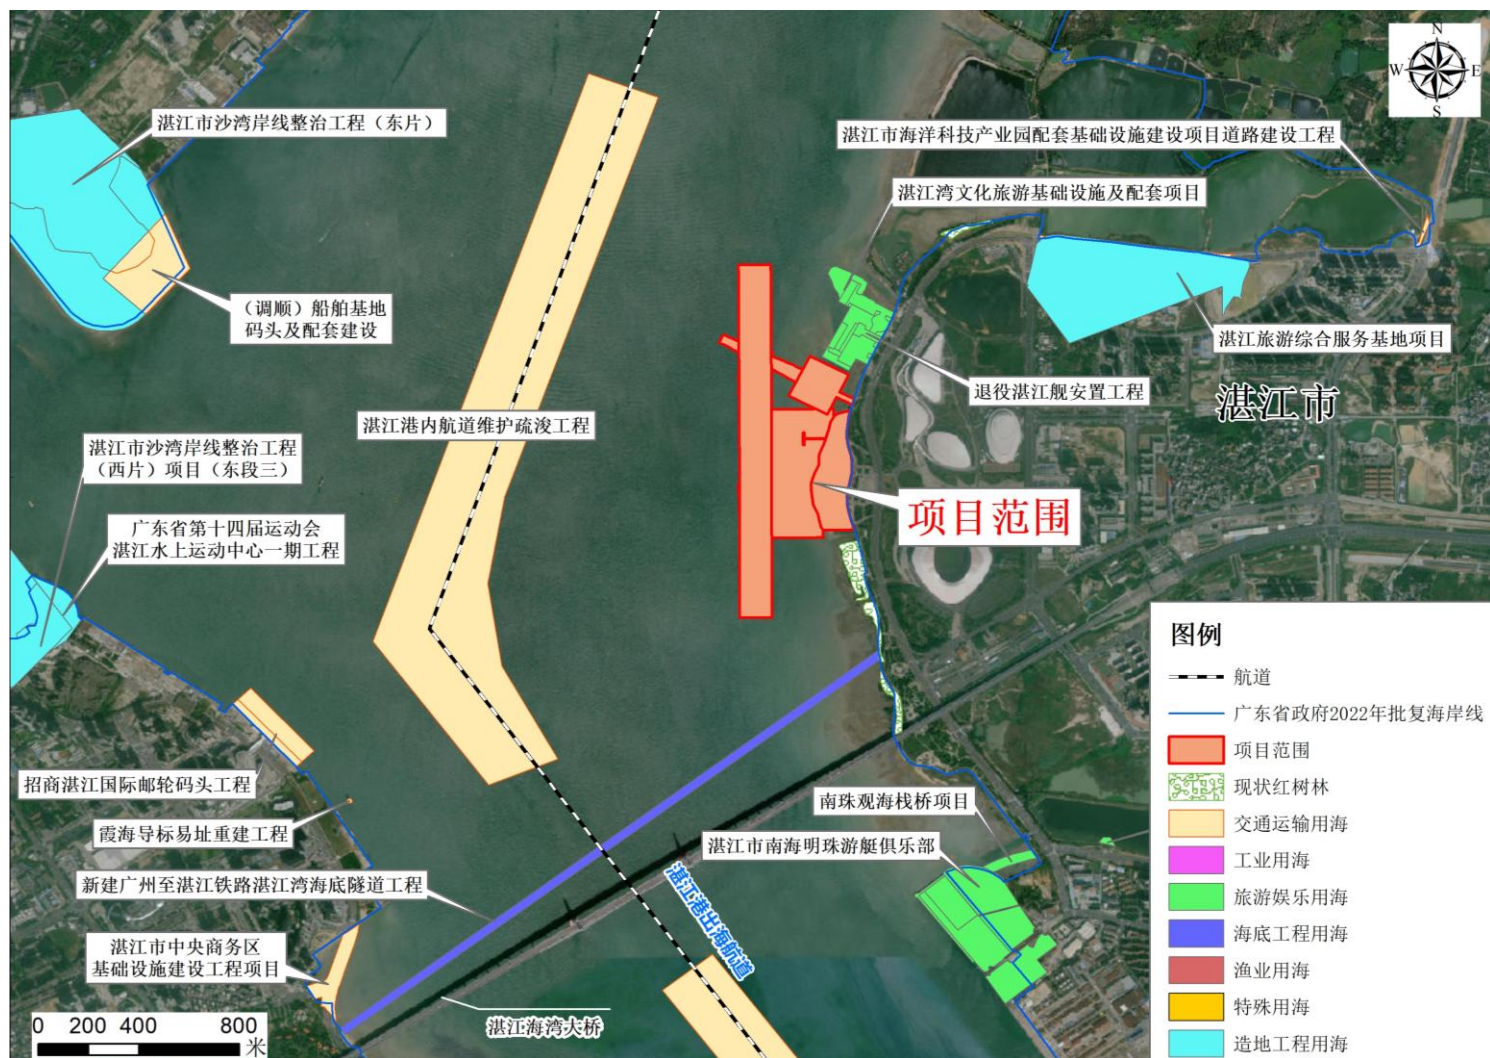 N
W
E
S
湛江市沙湾岸线整治工程（东片）
湛江市海洋科技产业园配套基础设施建设项目道路建设工程
湛江湾文化旅游基础设施及配套项目
（调顺）船舶基地
码头及配套建设
湛江旅游综合服务基地项目
退役湛江舰安置工程
湛江市
湛江港内航道维护疏浚工程
湛江市沙湾岸线整治工程
（西片）项目（东段三）
项目范围
广东省第十四届运动会
湛江水上运动中心一期工程
招商湛江国际邮轮码头工程
霞海导标易址重建工程
南珠观海栈桥项目
湛江市南海明珠游艇俱乐部
新建广州至湛江铁路湛江湾海底隧道工程
湛江港出海航道
湛江市中央商务区
基础设施建设工程项目
湛江海湾大桥
0 200 400 800
米
图例
航道
广东省政府2022年批复海岸线
项目范围
现状红树林
交通运输用海
工业用海
旅游娱乐用海
海底工程用海
渔业用海
特殊用海
造地工程用海